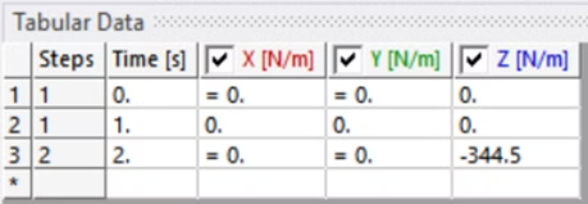 Tabular Data
Steps Time [s] X [N/m] Y [N/m] Z [N/m]
1 1 0. = 0. = 0. 0.
2 1 1. 0. 0. 0.
3 2 2. = 0. = 0. -344.5
*